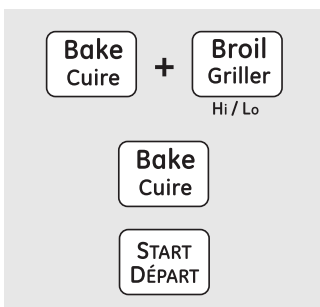 Bake + Broil
Cuire Griller
Hi / Lo
Bake
Cuire
START
DÉPART